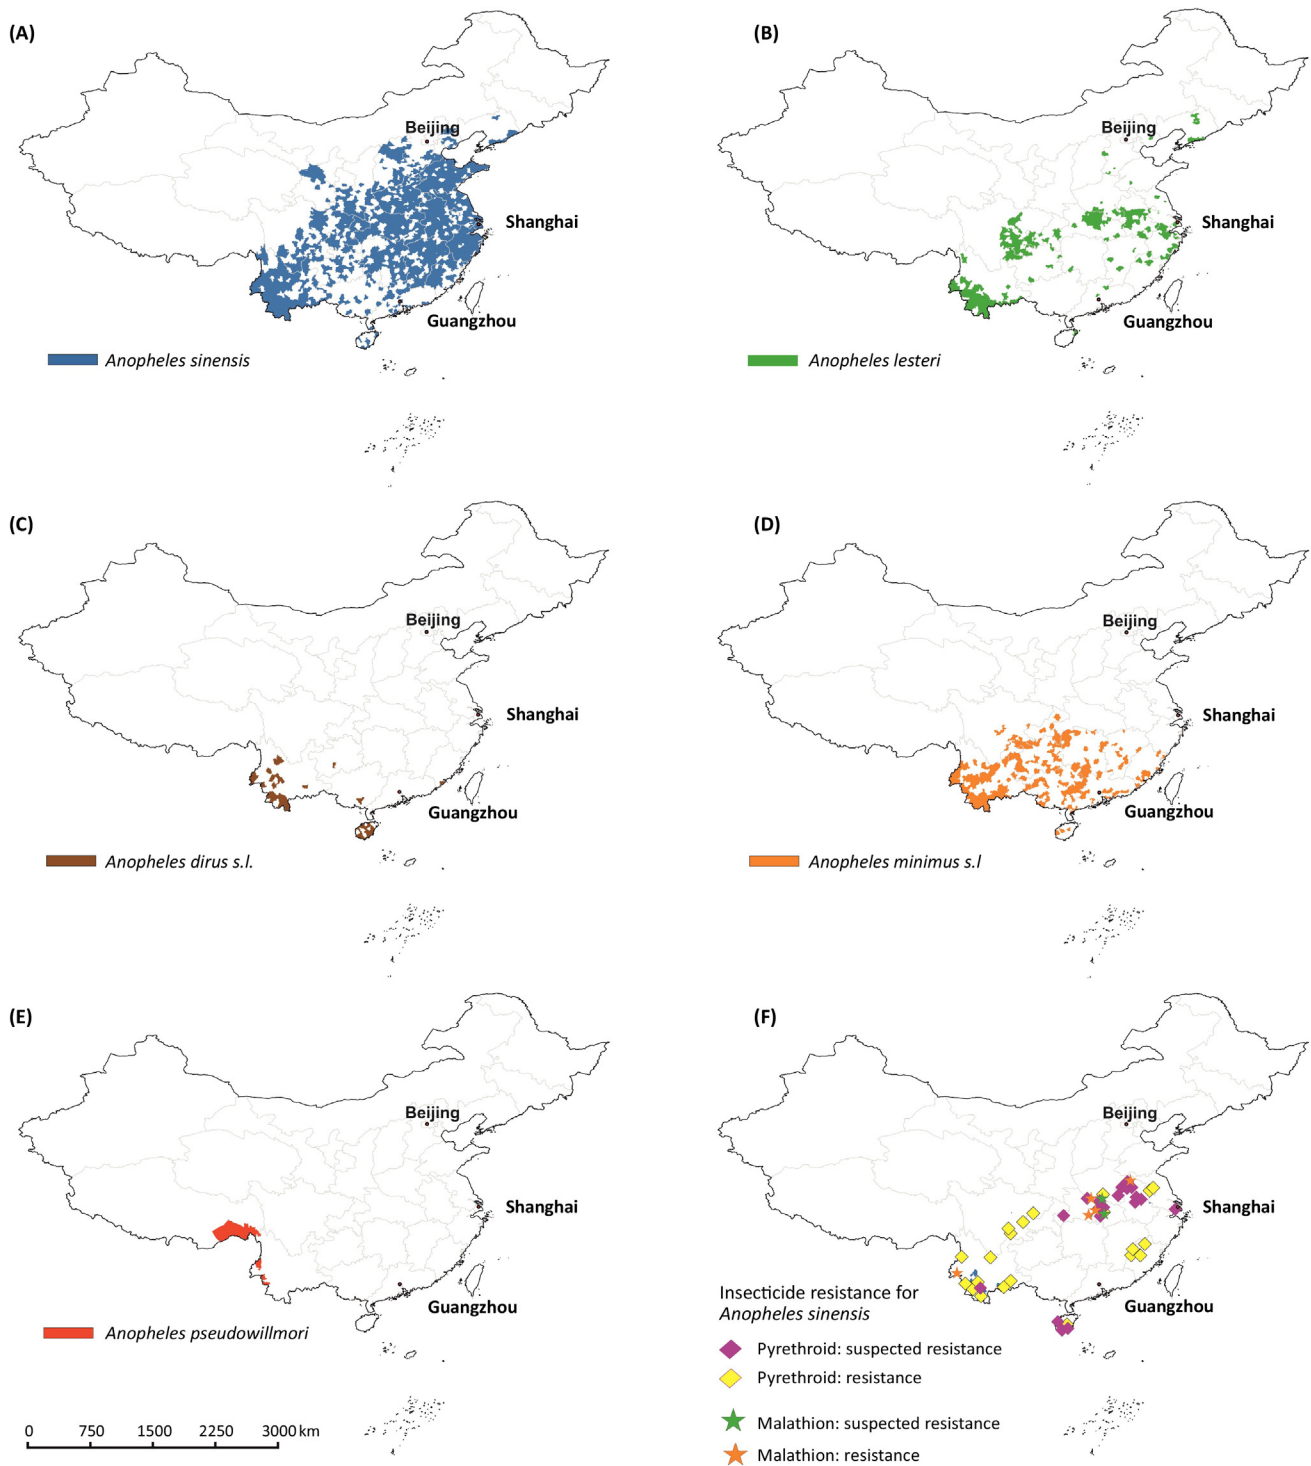 (A)
Beijing
Shanghai
Guangzhou
Anopheles sinensis
(B)
Beijing
Shanghai
Guangzhou
Anopheles lesteri
(C)
Beijing
Shanghai
Guangzhou
Anopheles dirus s.l.
(D)
Beijing
Shanghai
Guangzhou
Anopheles minimus s.l
(E)
Beijing
Shanghai
Guangzhou
Anopheles pseudowillmori
0 750 1500 2250 3000 km
(F)
Beijing
Shanghai
Guangzhou
Insecticide resistance for
Anopheles sinensis
Pyrethroid: suspected resistance
Pyrethroid: resistance
Malathion: suspected resistance
Malathion: resistance